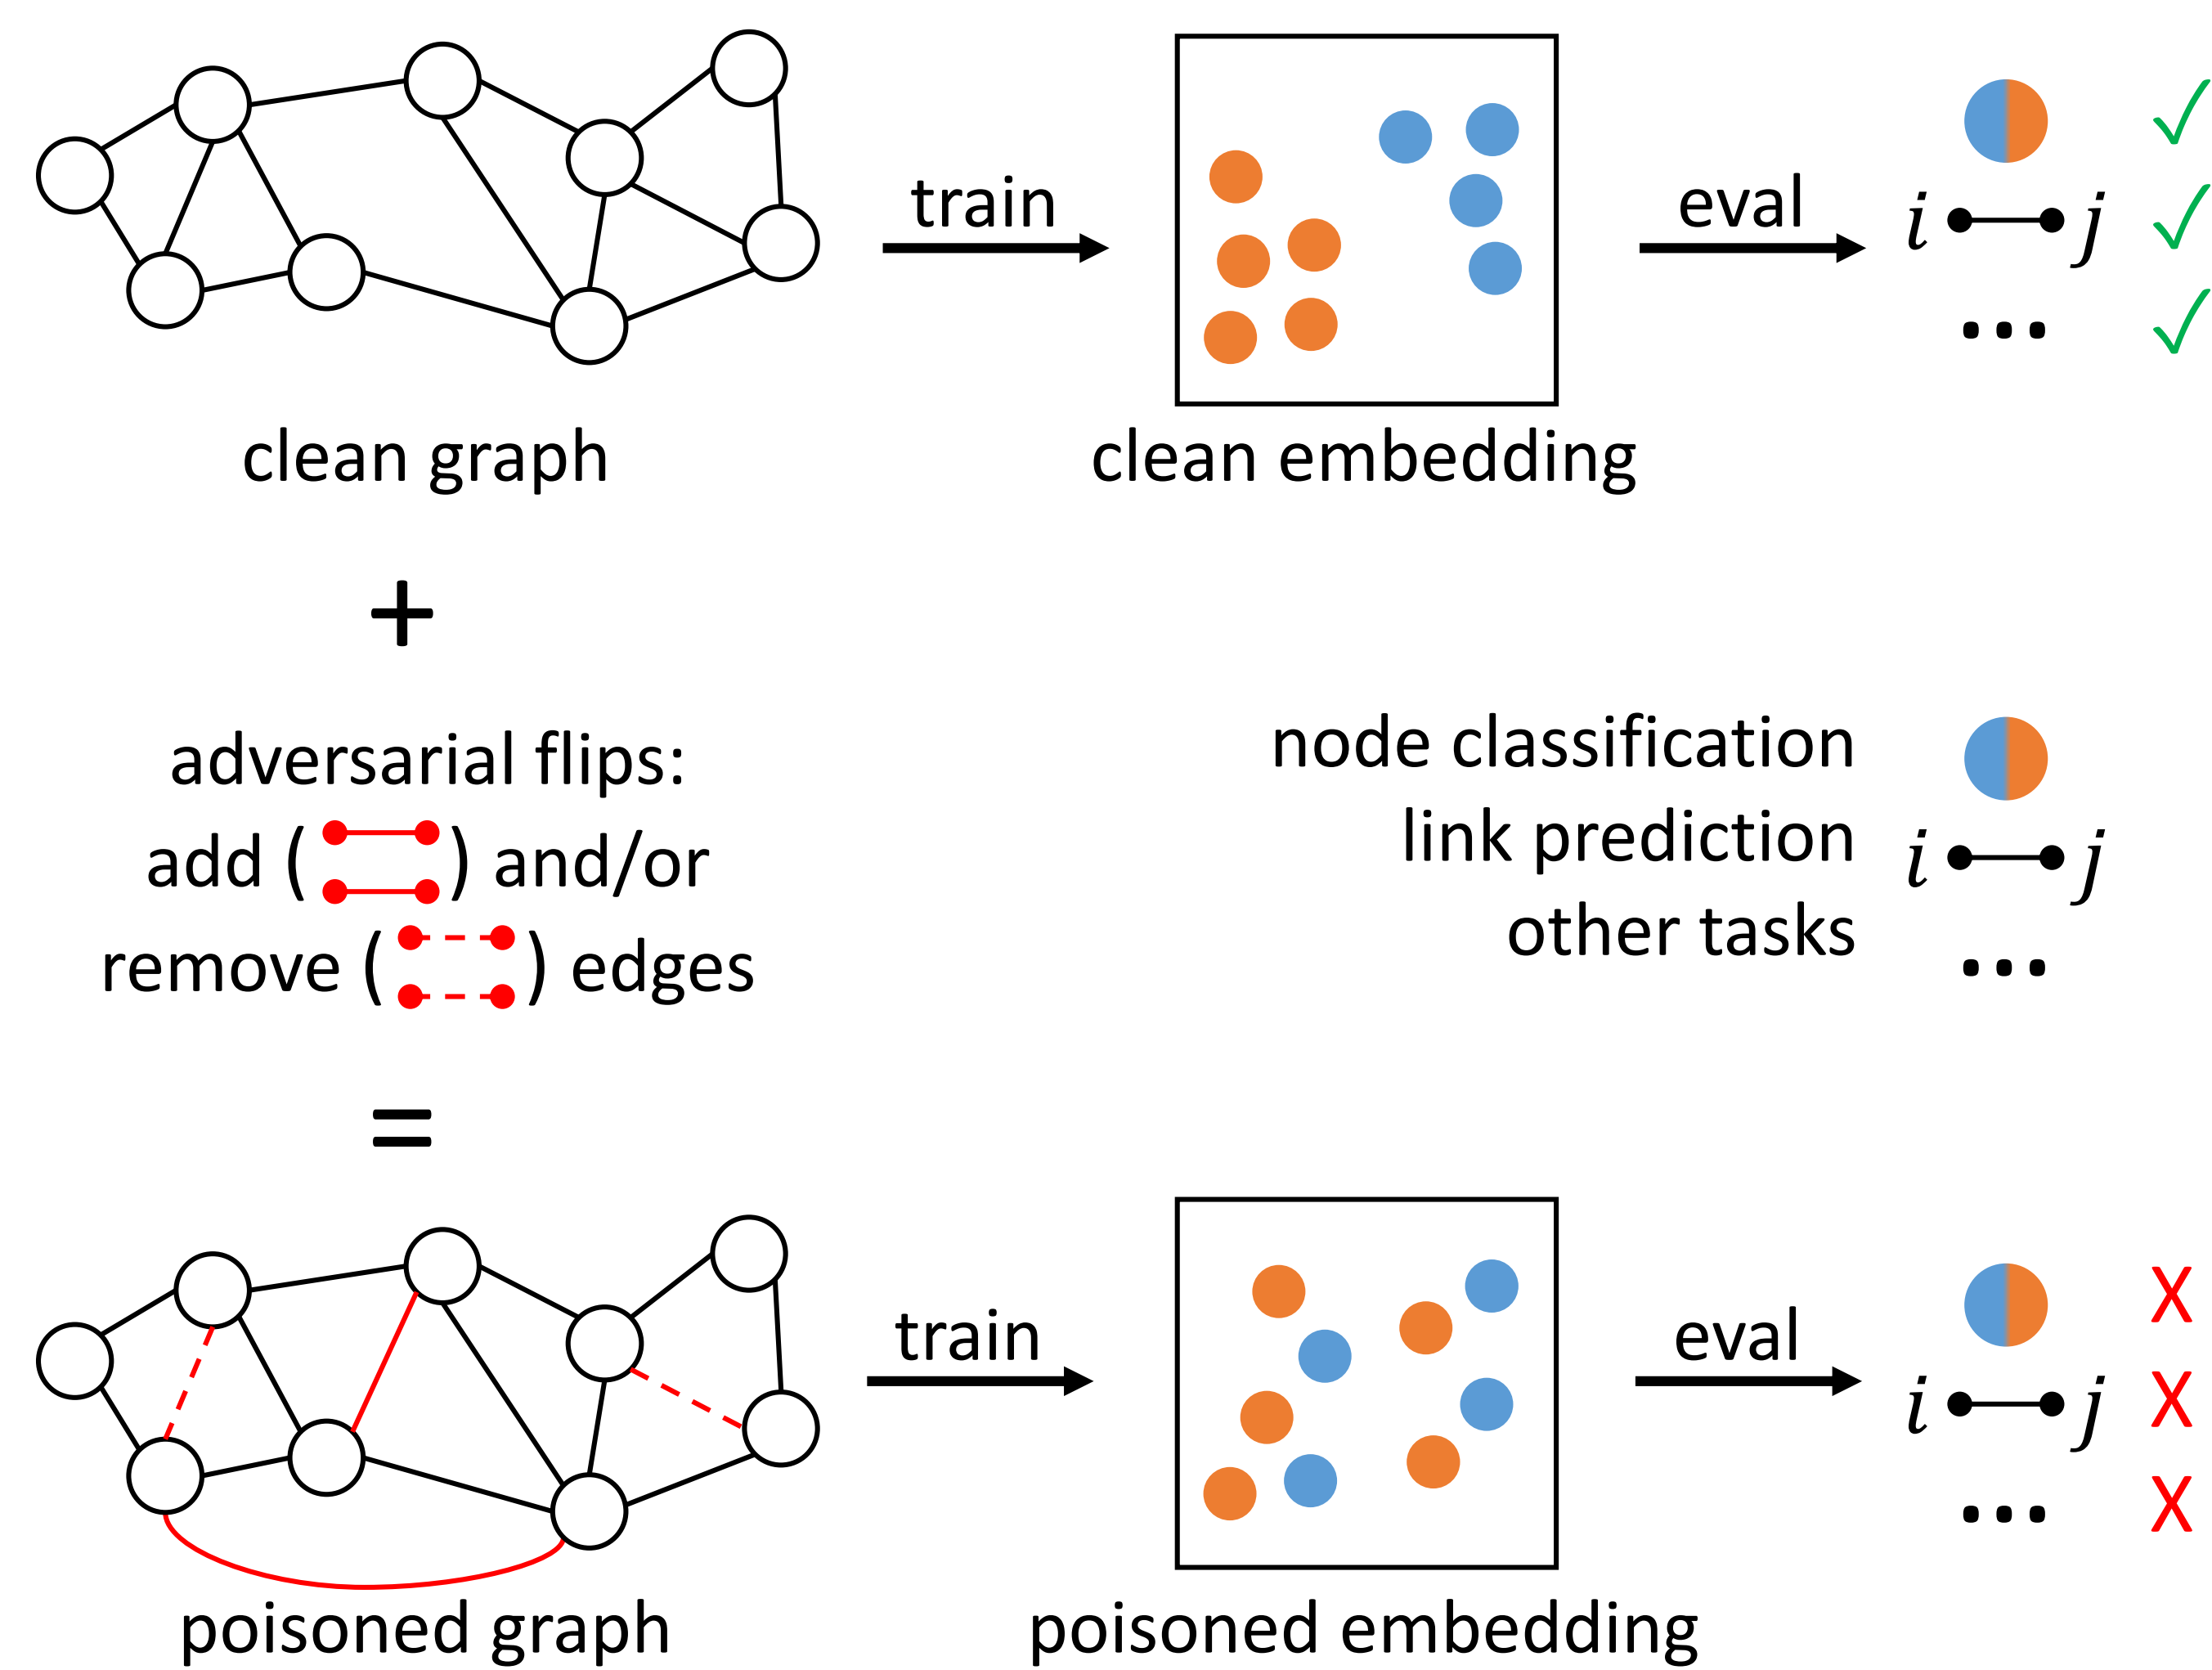 train
eval
i j
...
clean graph
clean embedding
+
adversarial flips:
add ( ) and/or
remove ( ) edges
node classification
link prediction
i j
other tasks
...
=
train
eval
i j
...
X
X
X
poisoned graph
poisoned embedding